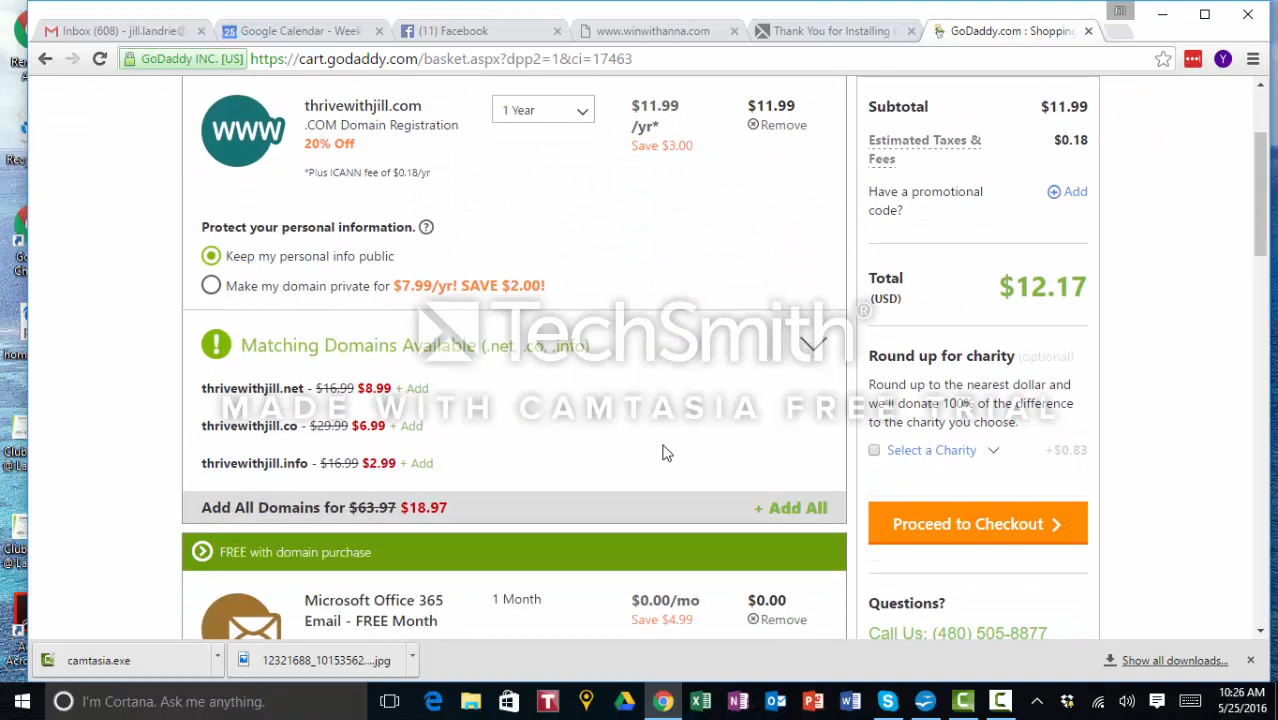 Jill
Inbox (608) - jill.landrie@
Google Calendar - Week
(11) Facebook
www.winwithanna.com
Thank You for Installing
GoDaddy.com : Shopping
GoDaddy INC. [US]
https://cart.godaddy.com/basket.aspx?dpp2=1&ci=17463
Y
WWW
thrivewithjill.com
.COM Domain Registration
20% Off
*Plus ICANN fee of $0.18/yr
1 Year
$11.99
/yr*
Save $3.00
$11.99
Remove
Protect your personal information. ?
Keep my personal info public
Make my domain private for $7.99/yr! SAVE $2.00!
Matching Domains Available (.net, .co, .info)
thrivewithjill.net - $16.99 $8.99 + Add
thrivewithjill.co - $29.99 $6.99 + Add
thrivewithjill.info - $16.99 $2.99 + Add
Add All Domains for $63.97 $18.97
+ Add All
FREE with domain purchase
Microsoft Office 365
Email - FREE Month
1 Month
$0.00/mo
Save $4.99
$0.00
Remove
Subtotal
$11.99
Estimated Taxes &
Fees
$0.18
Have a promotional
code?
Add
Total
(USD)
$12.17
Round up for charity (optional)
Round up to the nearest dollar and
we'll donate 100% of the difference
to the charity you choose.
Select a Charity
+$0.83
Proceed to Checkout
Questions?
Call Us: (480) 505-8877
TechSmith®
MADE WITH CAMTASIA FREE TRIAL
camtasia.exe
12321688_10153562....jpg
Show all downloads...
I'm Cortana. Ask me anything.
10:26 AM
5/25/2016